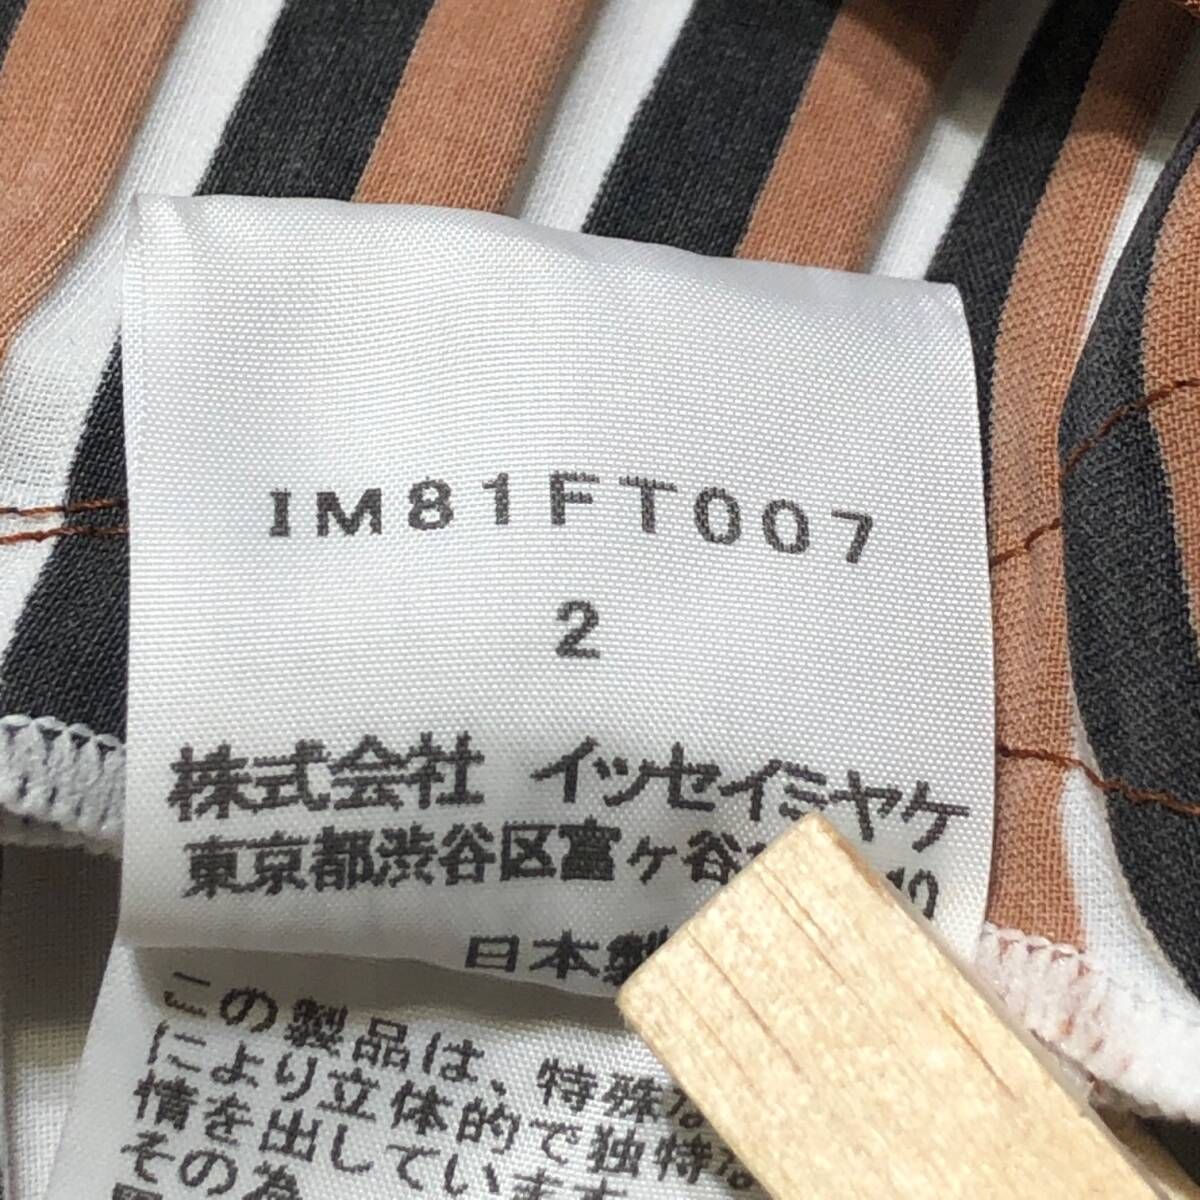 IM81FT007
2
株式会社 イッセイミヤケ
東京都渋谷区富ヶ谷 10
日本製
この製品は、特殊な
により立体的で独特な
情を出しています
その為